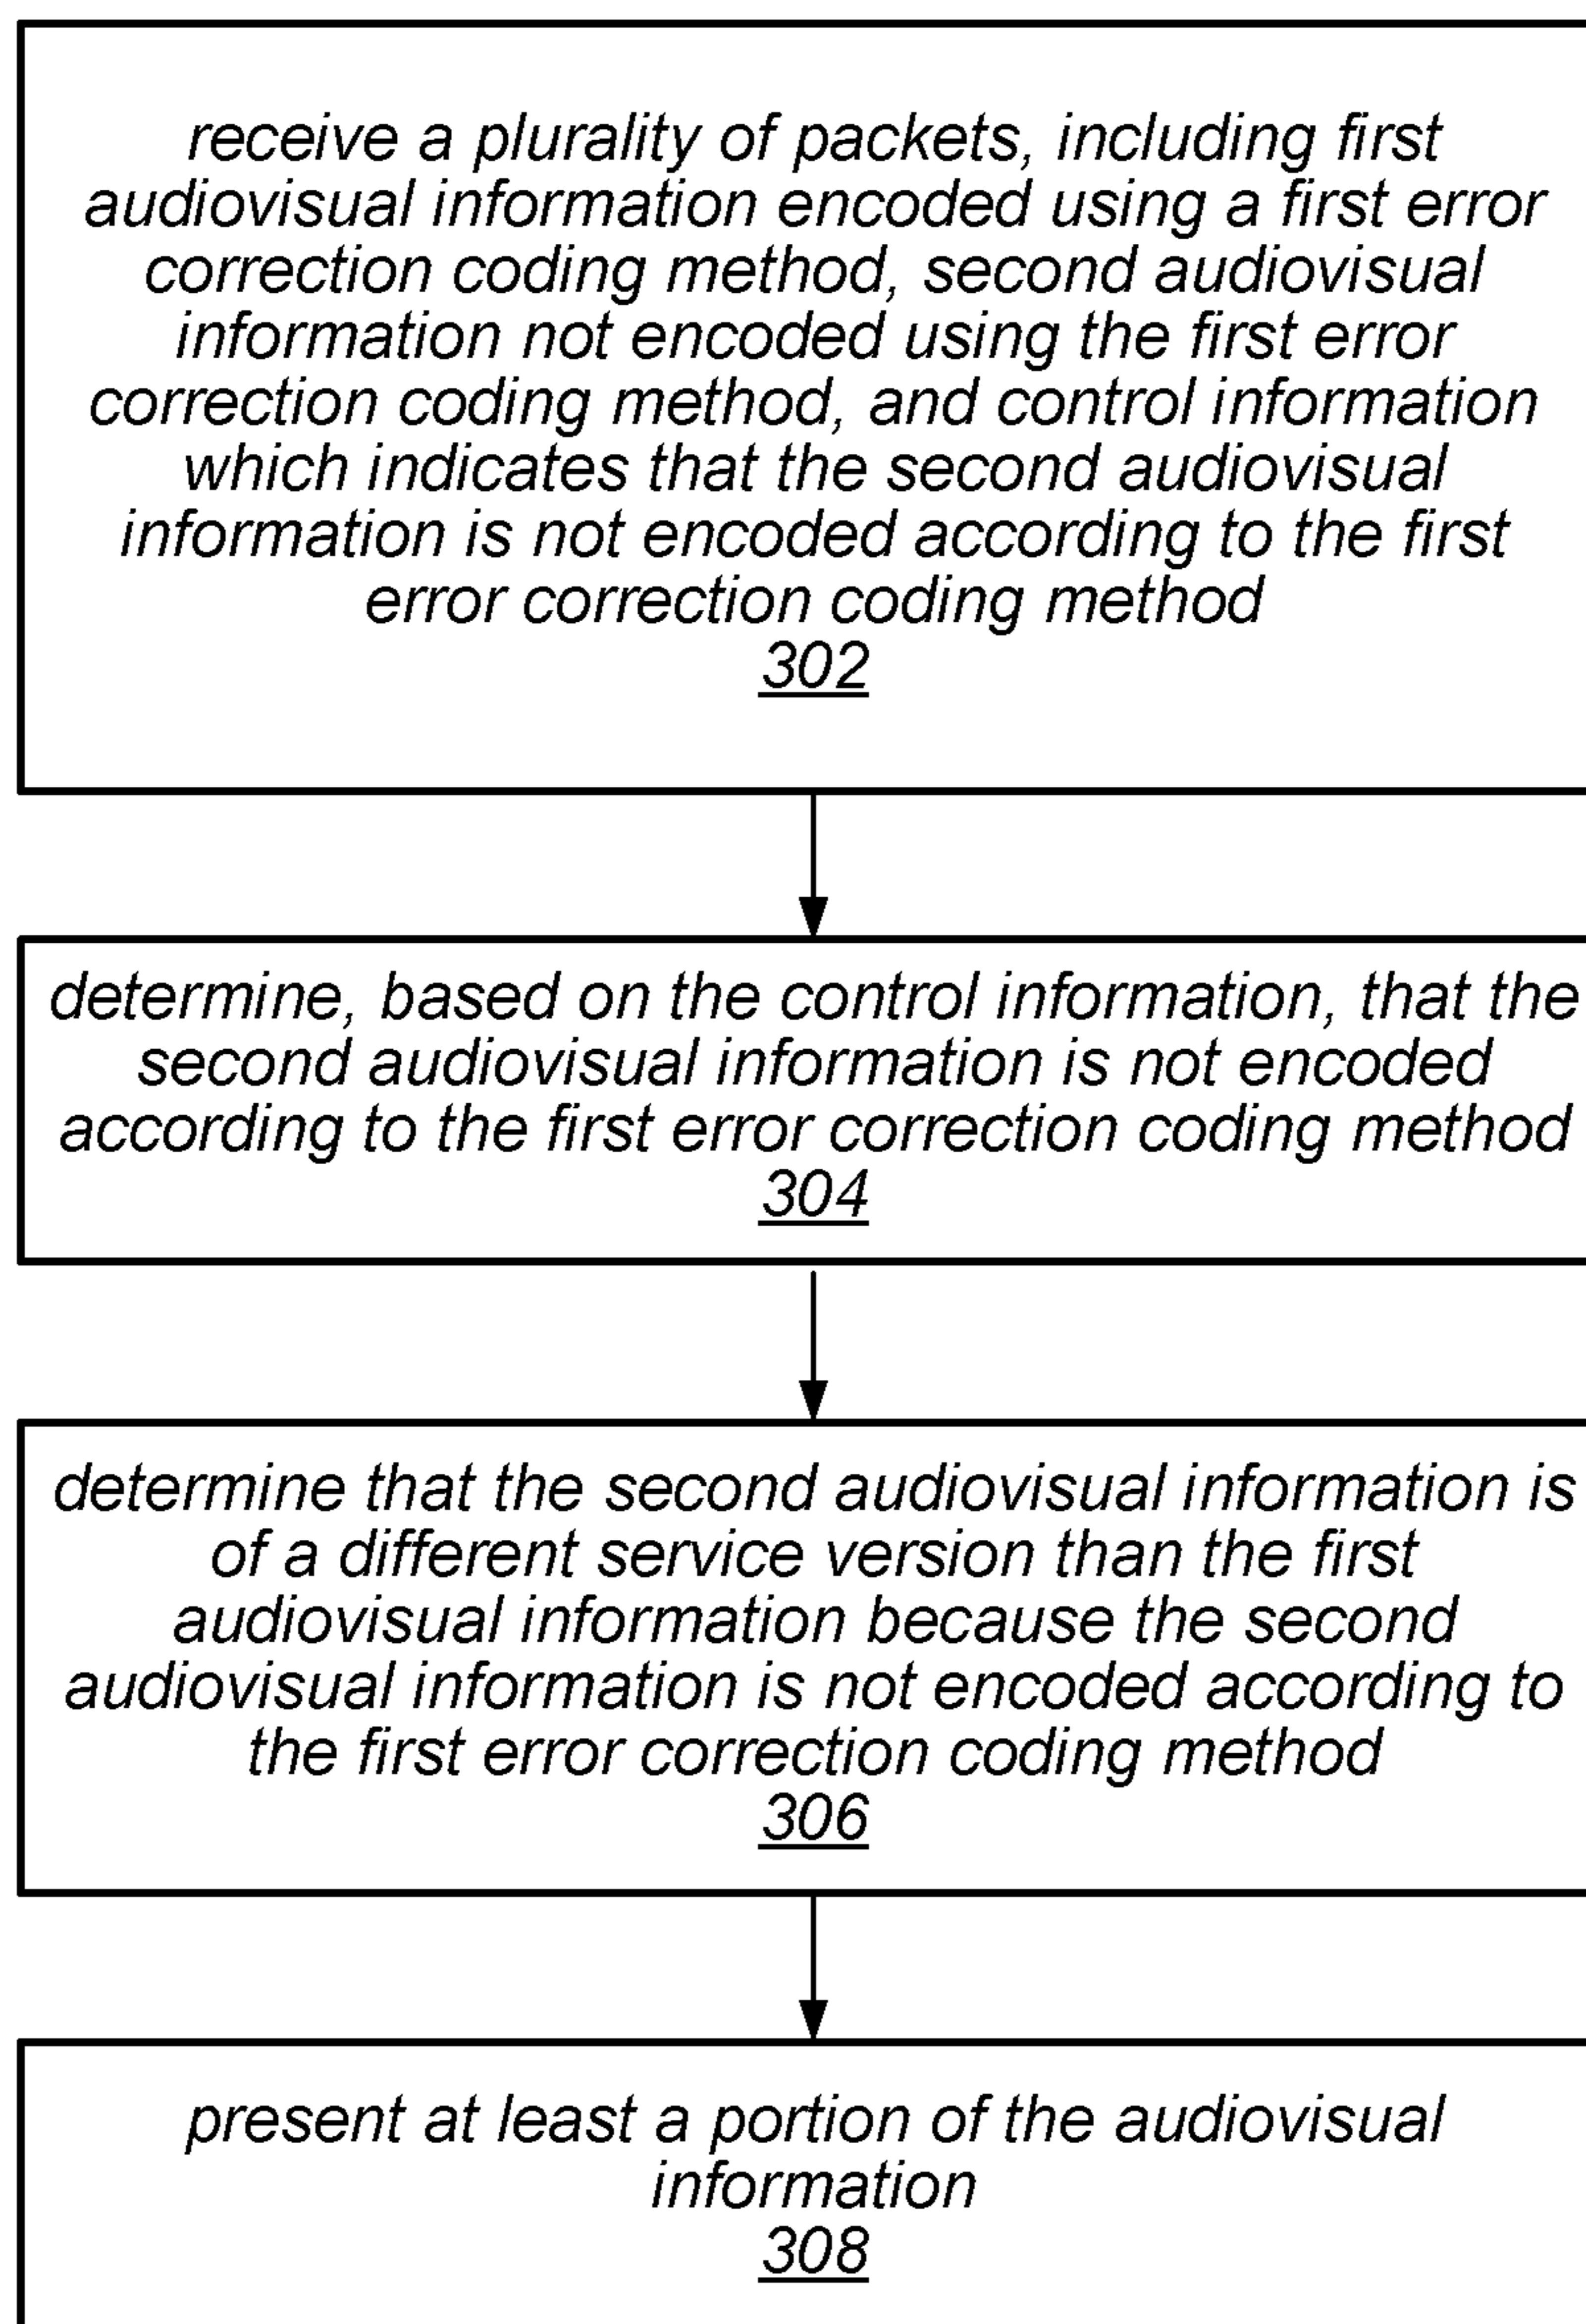 receive a plurality of packets, including first
audiovisual information encoded using a first error
correction coding method, second audiovisual
information not encoded using the first error
correction coding method, and control information
which indicates that the second audiovisual
information is not encoded according to the first
error correction coding method
302
determine, based on the control information, that the
second audiovisual information is not encoded
according to the first error correction coding method
304
determine that the second audiovisual information is
of a different service version than the first
audiovisual information because the second
audiovisual information is not encoded according to
the first error correction coding method
306
present at least a portion of the audiovisual
information
308